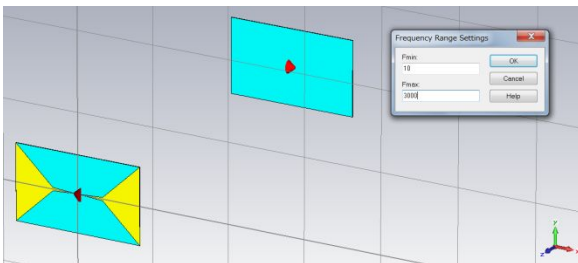 Frequency Range Settings
Fmin:
10
OK
Cancel
Fmax:
3000
Help
y
z
x